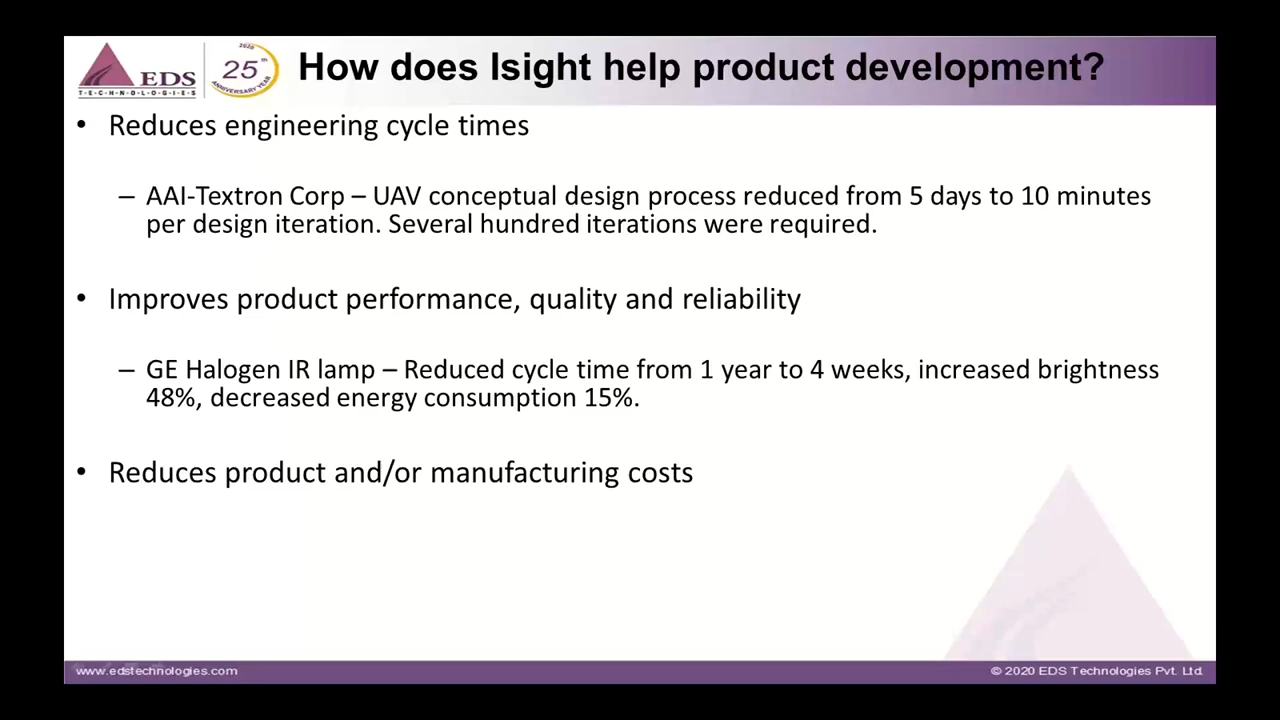 EDS
T·E·C·H·N·O·L·O·G·I·E·S
2020
25th
ANNIVERSARY YEAR
How does Isight help product development?
• Reduces engineering cycle times
– AAI-Textron Corp – UAV conceptual design process reduced from 5 days to 10 minutes
per design iteration. Several hundred iterations were required.
• Improves product performance, quality and reliability
– GE Halogen IR lamp – Reduced cycle time from 1 year to 4 weeks, increased brightness
48%, decreased energy consumption 15%.
• Reduces product and/or manufacturing costs
www.edstechnologies.com
© 2020 EDS Technologies Pvt. Ltd.